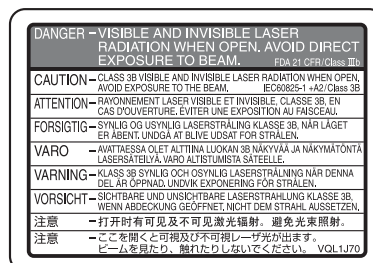 DANGER – VISIBLE AND INVISIBLE LASER
RADIATION WHEN OPEN. AVOID DIRECT
EXPOSURE TO BEAM. FDA 21 CFR/Class Ⅲb
CAUTION – CLASS 3B VISIBLE AND INVISIBLE LASER RADIATION WHEN OPEN.
AVOID EXPOSURE TO THE BEAM. IEC60825-1 +A2/Class 3B
ATTENTION – RAYONNEMENT LASER VISIBLE ET INVISIBLE, CLASSE 3B, EN
CAS D'OUVERTURE. ÉVITER UNE EXPOSITION AU FAISCEAU.
FORSIGTIG – SYNLIG OG USYNLIG LASERSTRÅLING KLASSE 3B, NÅR LÅGET
ER ÅBENT. UNDGÅ AT BLIVE UDSAT FOR STRÅLEN.
VARO – AVATTAESSA OLET ALTTIINA LUOKAN 3B NÄKYVÄÄ JA NÄKYMÄTÖNTÄ
LASERSÄTEILYÄ. VARO ALTISTUMISTA SÄTEELLE.
VARNING – KLASS 3B SYNLIG OCH OSYNLIG LASERSTRÅLNING NÄR DENNA
DEL ÄR ÖPPNAD. UNDVIK EXPONERING FÖR STRÅLEN.
VORSICHT – SICHTBARE UND UNSICHTBARE LASERSTRAHLUNG KLASSE 3B,
WENN ABDECKUNG GEÖFFNET, NICHT DEM STRAHL AUSSETZEN.
注意 – 打开时有可见及不可见激光辐射。避免光束照射。
注意 – ここを開くと可視及び不可視レーザ光が出ます。
ビームを見たり、触れたりしないでください。 VQL1J70